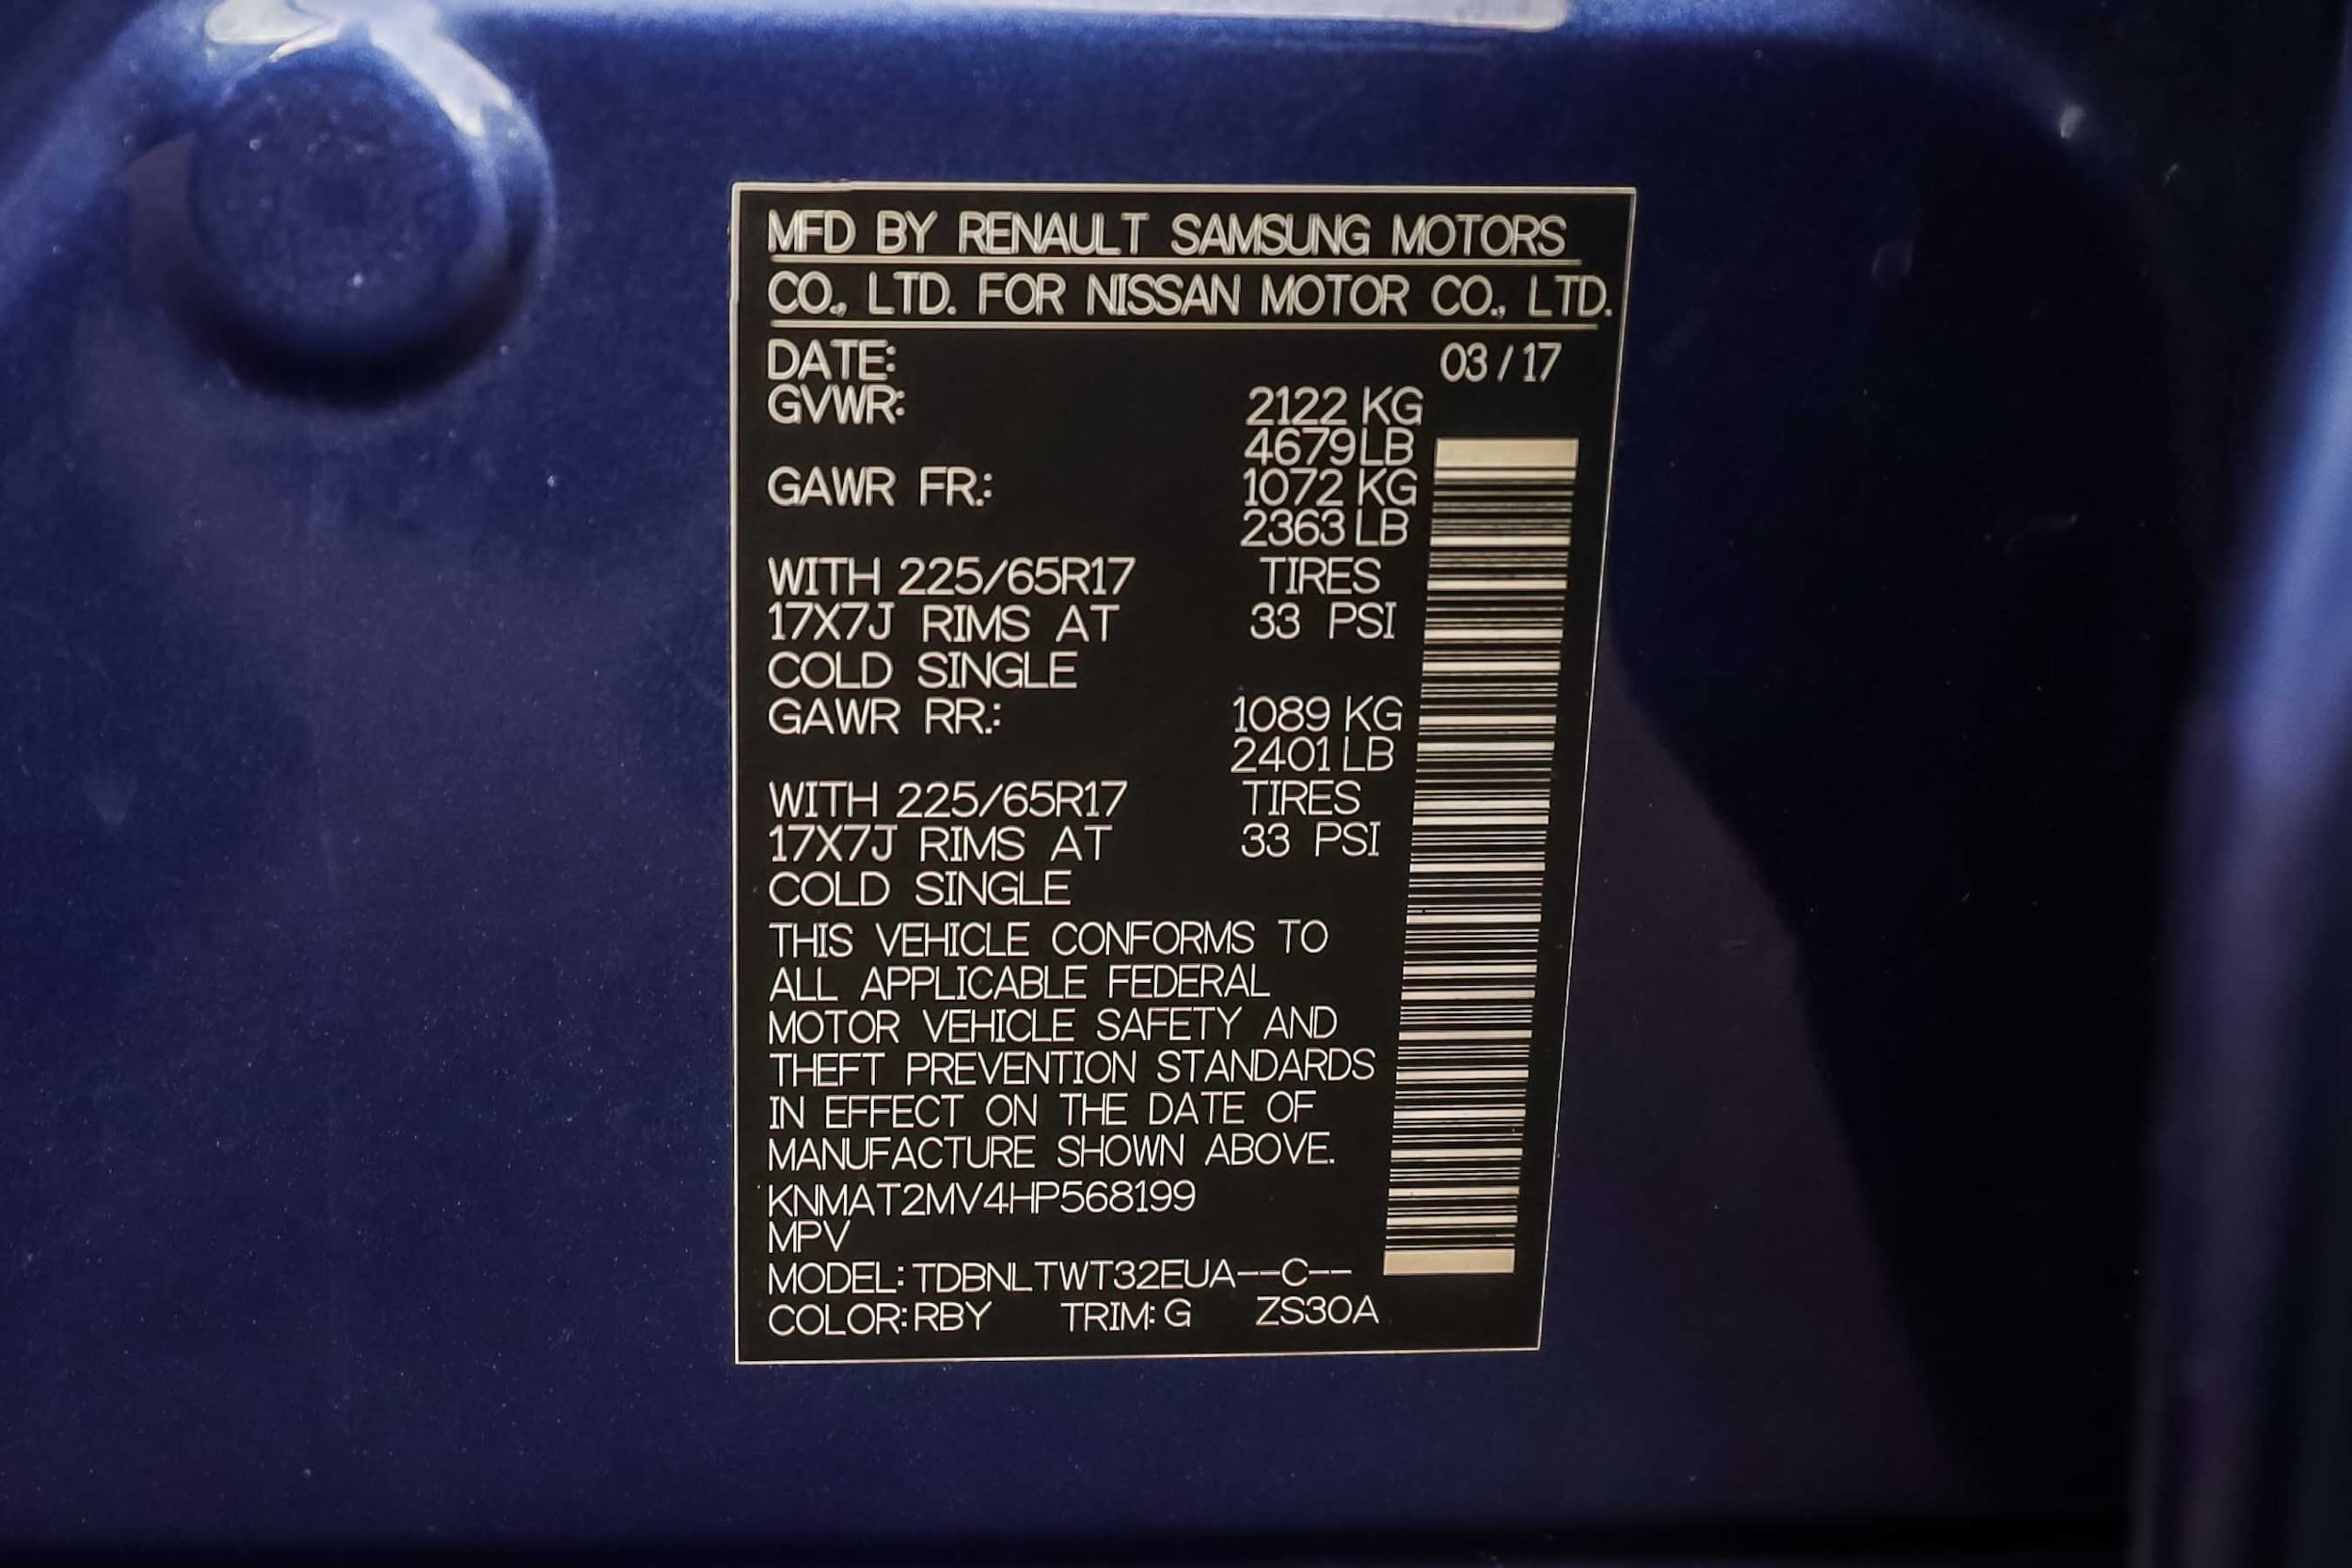 MFD BY RENAULT SAMSUNG MOTORS
CO., LTD. FOR NISSAN MOTOR CO., LTD.
DATE: 03 / 17
GVWR: 2122 KG
4679 LB
GAWR FR.: 1072 KG
2363 LB
WITH 225/65R17 TIRES
17X7J RIMS AT 33 PSI
COLD SINGLE
GAWR RR.: 1089 KG
2401 LB
WITH 225/65R17 TIRES
17X7J RIMS AT 33 PSI
COLD SINGLE
THIS VEHICLE CONFORMS TO
ALL APPLICABLE FEDERAL
MOTOR VEHICLE SAFETY AND
THEFT PREVENTION STANDARDS
IN EFFECT ON THE DATE OF
MANUFACTURE SHOWN ABOVE.
KNMAT2MV4HP568199
MPV
MODEL: TDBNLTWT32EUA--C--
COLOR: RBY TRIM: G ZS30A